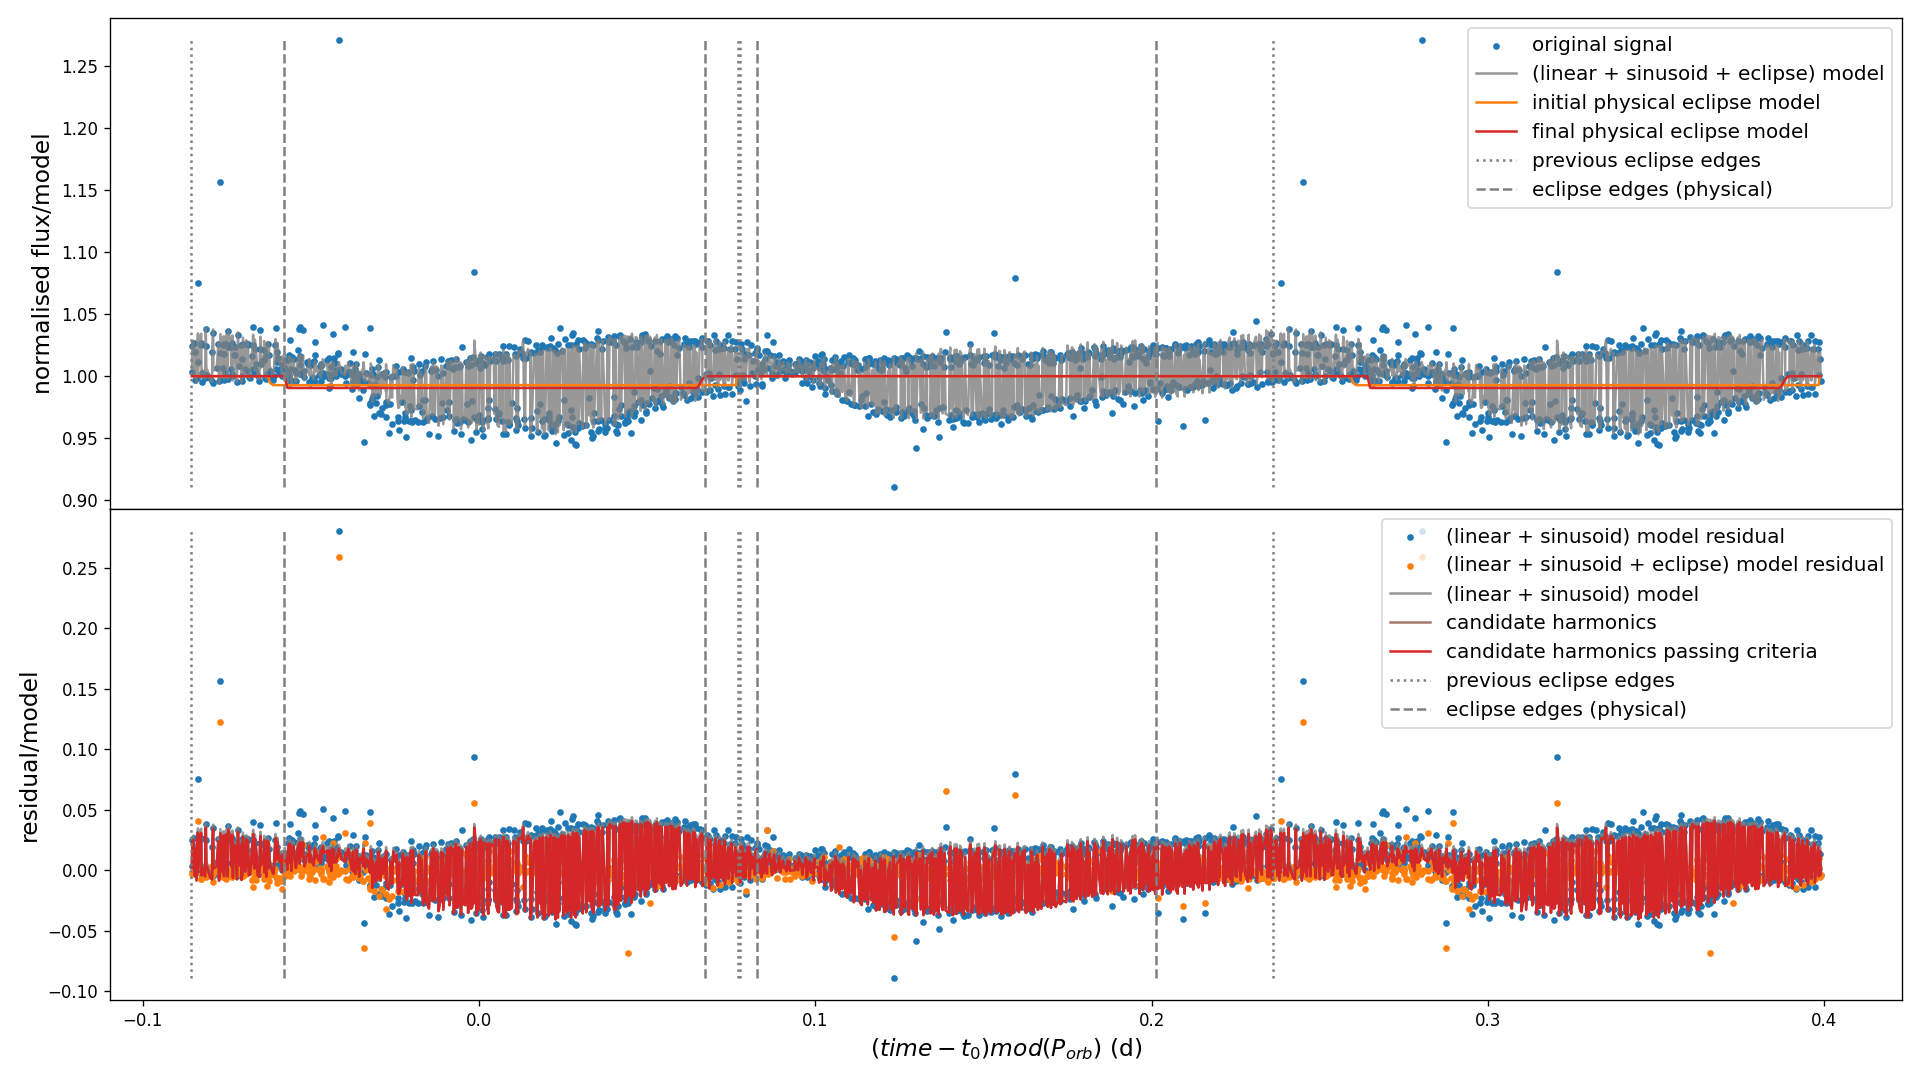 normalised flux/model
1.25
1.20
1.15
1.10
1.05
1.00
0.95
0.90
original signal
(linear + sinusoid + eclipse) model
initial physical eclipse model
final physical eclipse model
previous eclipse edges
eclipse edges (physical)
residual/model
0.25
0.20
0.15
0.10
0.05
0.00
−0.05
−0.10
(linear + sinusoid) model residual
(linear + sinusoid + eclipse) model residual
(linear + sinusoid) model
candidate harmonics
candidate harmonics passing criteria
previous eclipse edges
eclipse edges (physical)
−0.1 0.0 0.1 0.2 0.3 0.4
(time − t₀)mod(P_orb) (d)